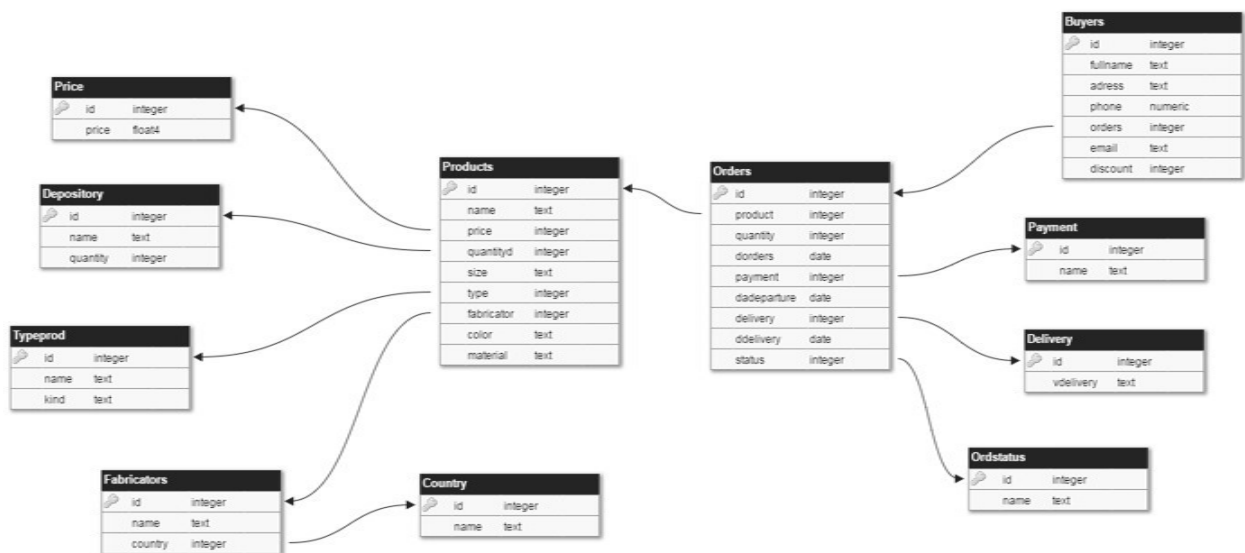 Buyers
id integer
fullname text
adress text
phone numeric
orders integer
email text
discount integer
Price
id integer
price float4
Products
id integer
name text
price integer
quantityd integer
size text
type integer
fabricator integer
color text
material text
Orders
id integer
product integer
quantity integer
dorders date
payment integer
dadeparture date
delivery integer
ddelivery date
status integer
Depository
id integer
name text
quantity integer
Payment
id integer
name text
Typeprod
id integer
name text
kind text
Delivery
id integer
vdelivery text
Fabricators
id integer
name text
country integer
Country
id integer
name text
Ordstatus
id integer
name text